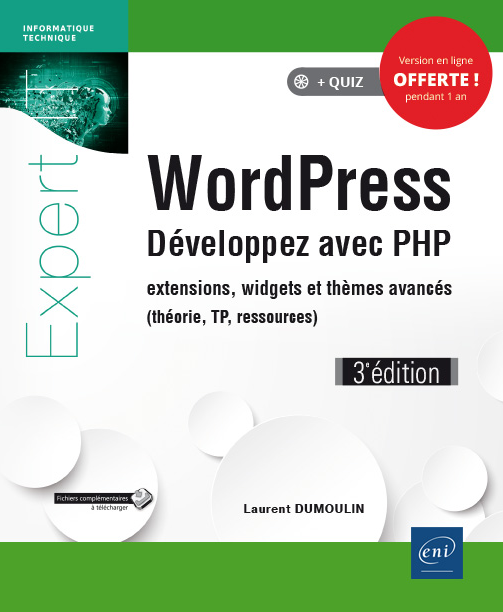 INFORMATIQUE
TECHNIQUE
Version en ligne
OFFERTE !
pendant 1 an
+ QUIZ
Expert IT
WordPress
Développez avec PHP
extensions, widgets et thèmes avancés
(théorie, TP, ressources)
3e édition
Fichiers complémentaires
à télécharger
Laurent DUMOULIN
eni